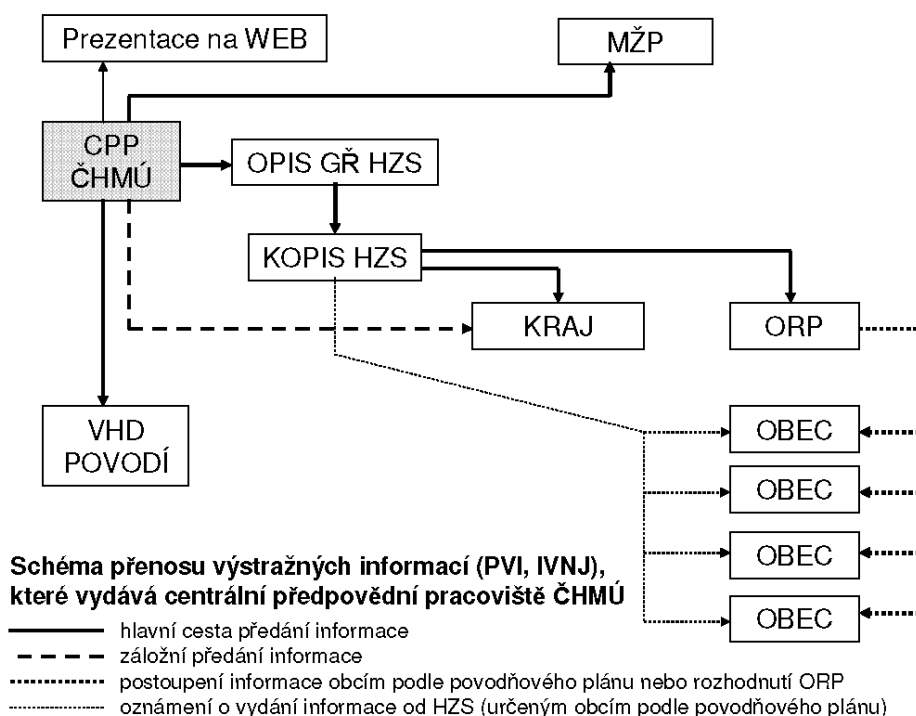 Prezentace na WEB
MŽP
CPP
ČHMÚ
OPIS GŘ HZS
KOPIS HZS
KRAJ
ORP
VHD
POVODÍ
OBEC
OBEC
OBEC
OBEC
Schéma přenosu výstražných informací (PVI, IVNJ),
které vydává centrální předpovědní pracoviště ČHMÚ
hlavní cesta předání informace
záložní předání informace
postoupení informace obcím podle povodňového plánu nebo rozhodnutí ORP
oznámení o vydání informace od HZS (určeným obcím podle povodňového plánu)